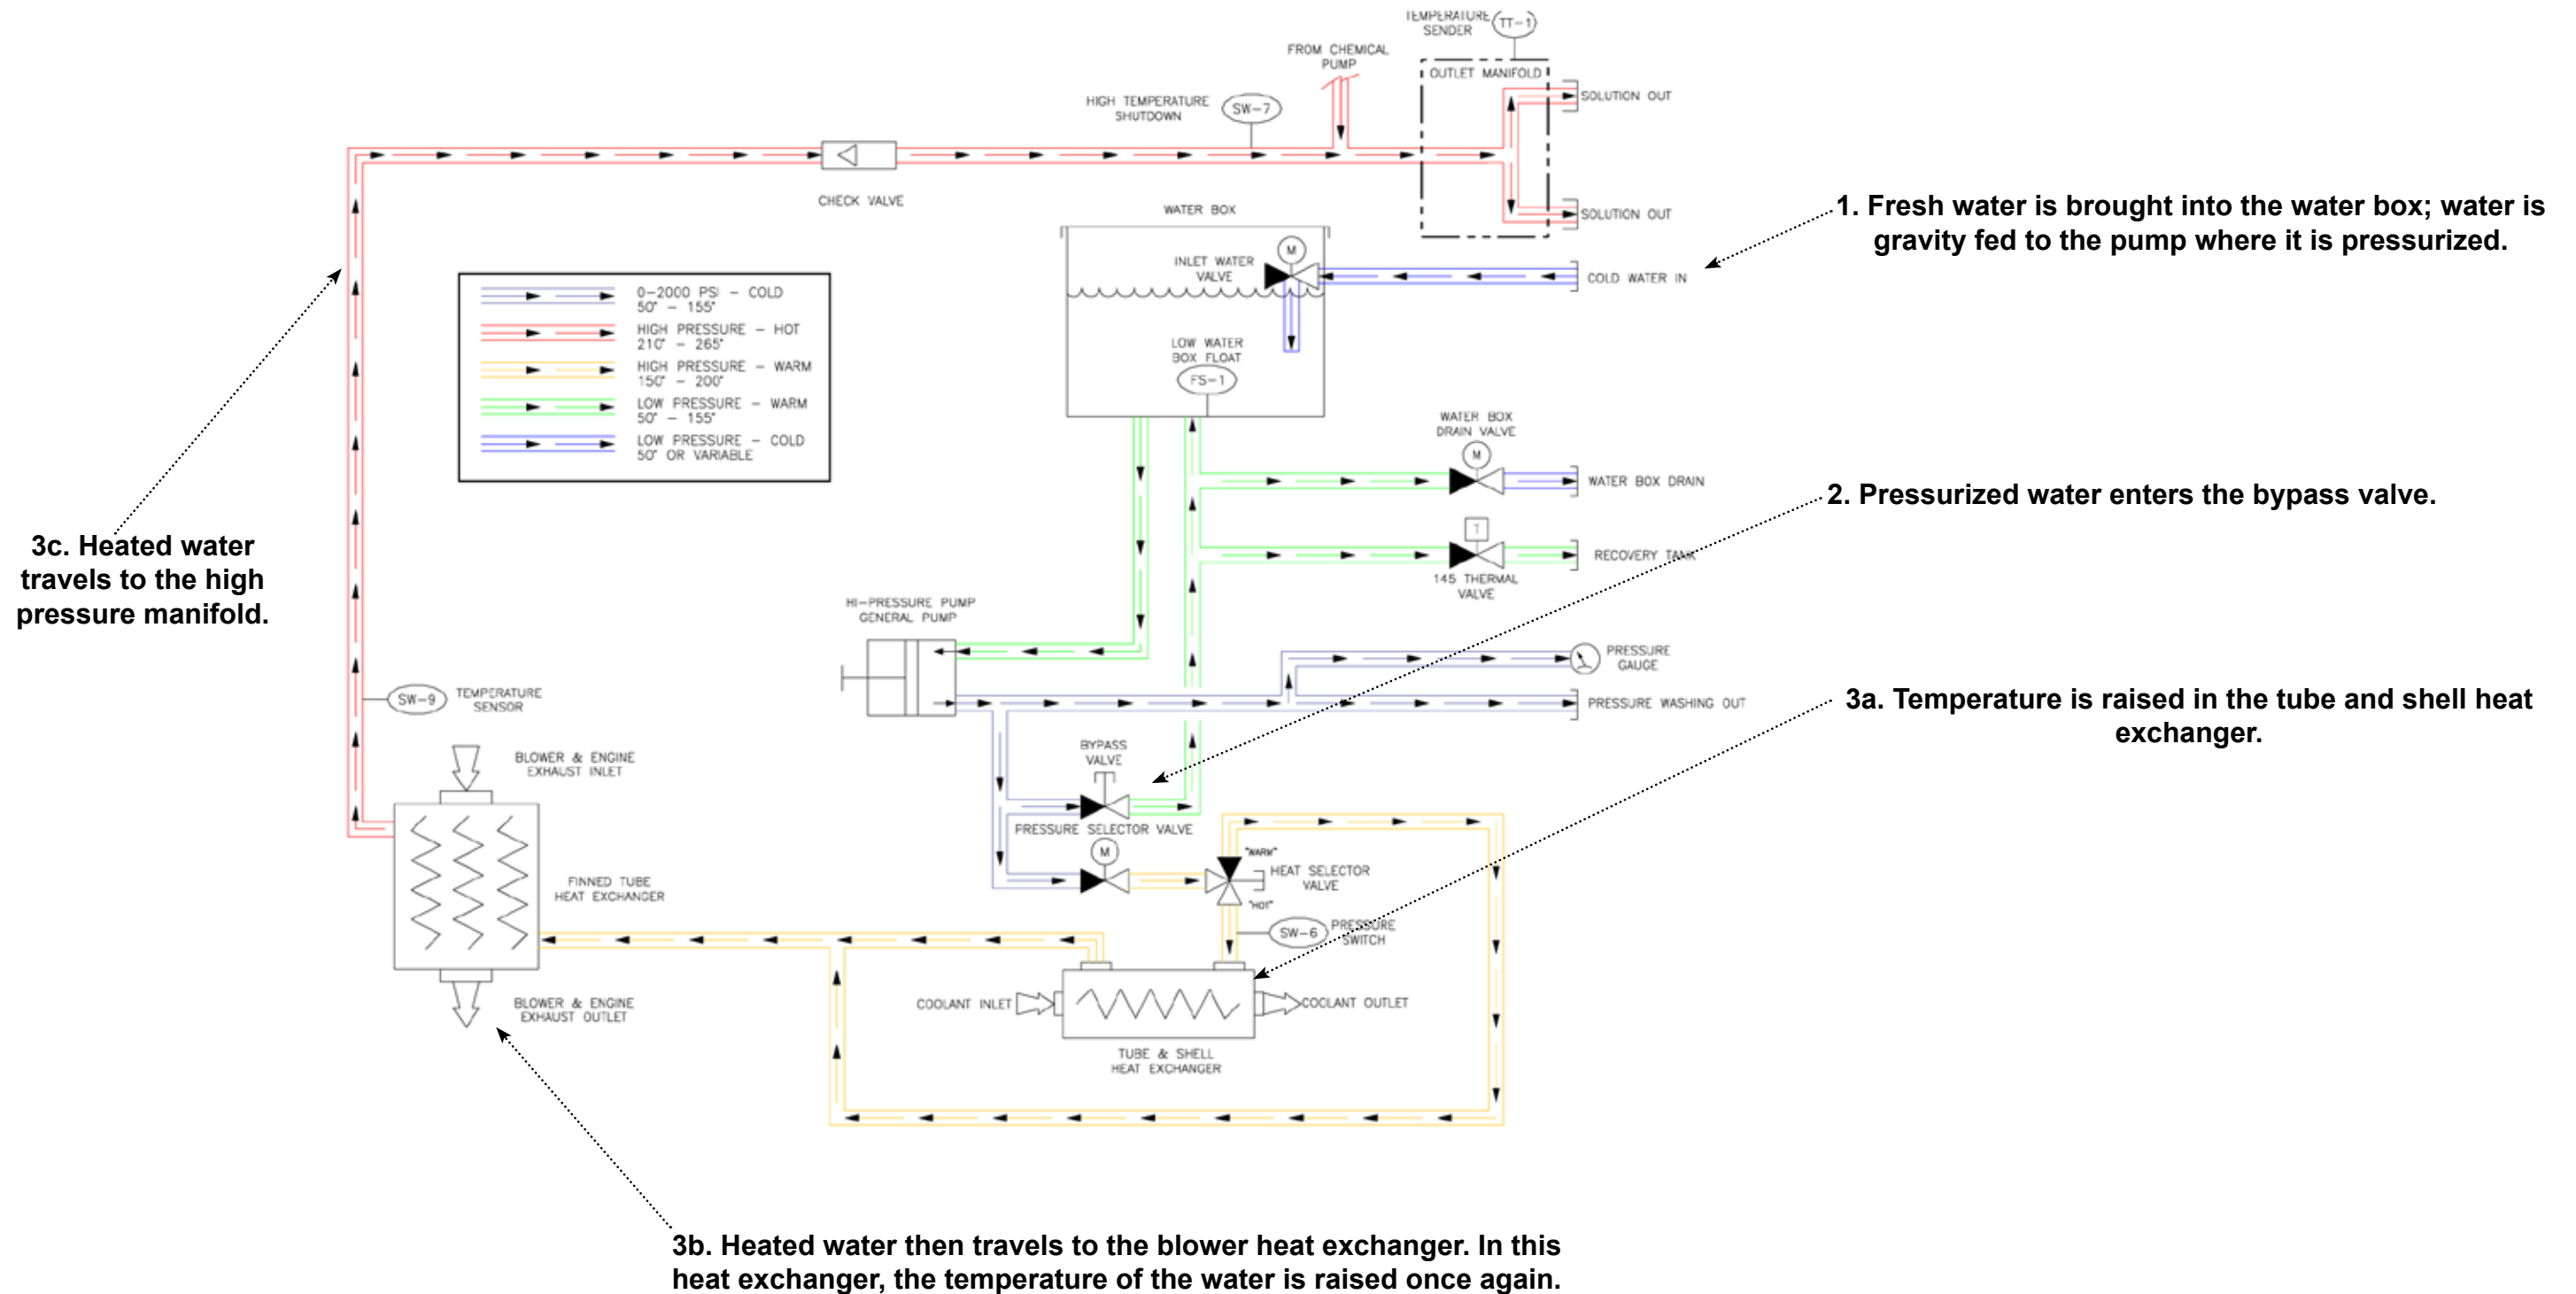 TEMPERATURE
SENDER
TT-1
FROM CHEMICAL
PUMP
OUTLET MANIFOLD
HIGH TEMPERATURE
SHUTDOWN
SW-7
SOLUTION OUT
CHECK VALVE
SOLUTION OUT
WATER BOX
1. Fresh water is brought into the water box; water is
gravity fed to the pump where it is pressurized.
M
INLET WATER
VALVE
COLD WATER IN
0-2000 PSI - COLD
50° - 155°
HIGH PRESSURE - HOT
210° - 265°
HIGH PRESSURE - WARM
150° - 200°
LOW PRESSURE - WARM
50° - 155°
LOW PRESSURE - COLD
50° OR VARIABLE
LOW WATER
BOX FLOAT
FS-1
WATER BOX
DRAIN VALVE
M
WATER BOX DRAIN
2. Pressurized water enters the bypass valve.
T
RECOVERY TANK
145 THERMAL
VALVE
3c. Heated water
travels to the high
pressure manifold.
HI-PRESSURE PUMP
GENERAL PUMP
PRESSURE
GAUGE
PRESSURE WASHING OUT
3a. Temperature is raised in the tube and shell heat
exchanger.
SW-9
TEMPERATURE
SENSOR
BYPASS
VALVE
BLOWER & ENGINE
EXHAUST INLET
PRESSURE SELECTOR VALVE
M
"WARM"
HEAT SELECTOR
VALVE
"HOT"
FINNED TUBE
HEAT EXCHANGER
SW-6
PRESSURE
SWITCH
BLOWER & ENGINE
EXHAUST OUTLET
COOLANT INLET
COOLANT OUTLET
TUBE & SHELL
HEAT EXCHANGER
3b. Heated water then travels to the blower heat exchanger. In this
heat exchanger, the temperature of the water is raised once again.